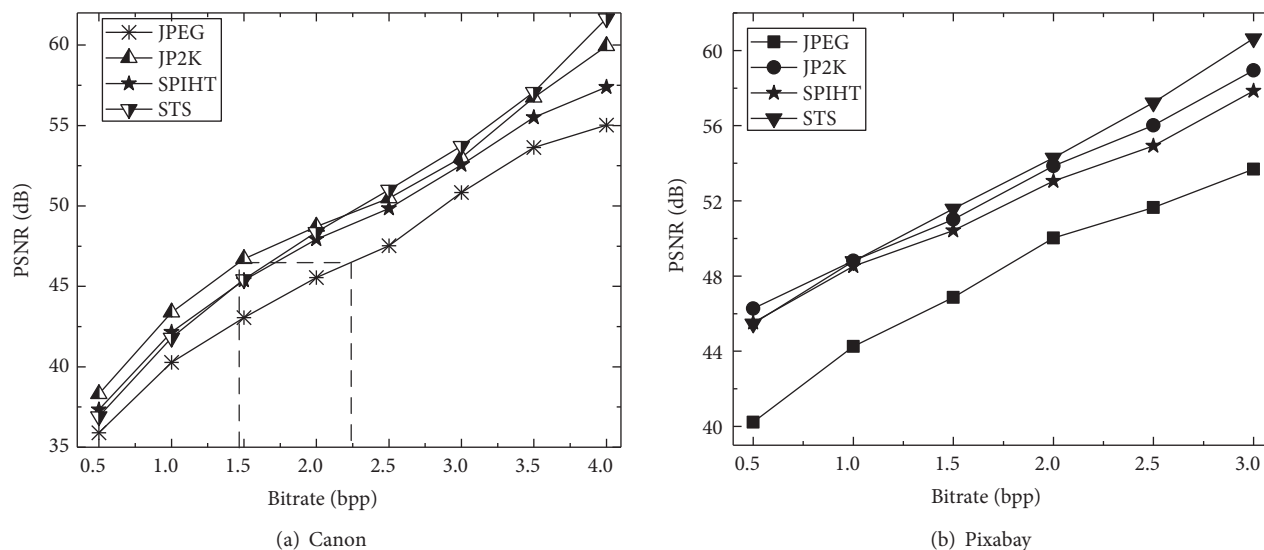 JPEG
JP2K
SPIHT
STS
60
55
50
45
40
35
PSNR (dB)
0.5 1.0 1.5 2.0 2.5 3.0 3.5 4.0
Bitrate (bpp)
(a) Canon
JPEG
JP2K
SPIHT
STS
60
56
52
48
44
40
PSNR (dB)
0.5 1.0 1.5 2.0 2.5 3.0
Bitrate (bpp)
(b) Pixabay